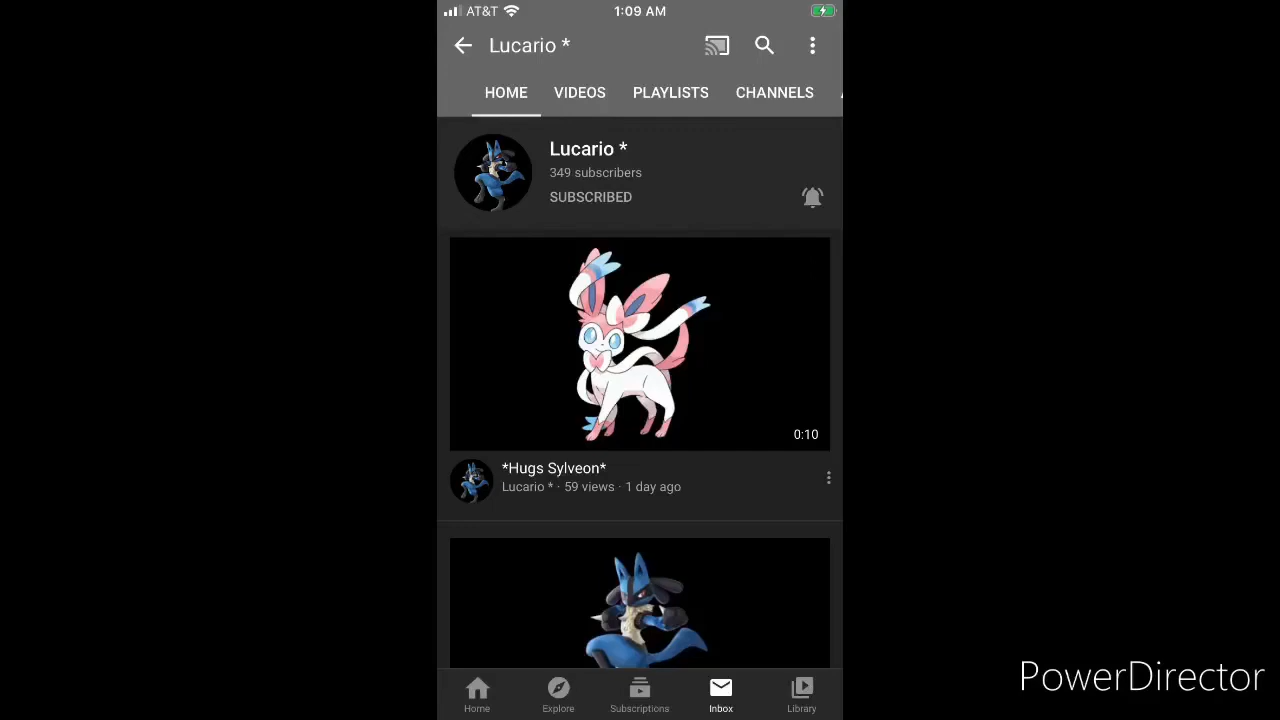 AT&T 1:09 AM
Lucario *
HOME VIDEOS PLAYLISTS CHANNELS
Lucario *
349 subscribers
SUBSCRIBED
0:10
*Hugs Sylveon*
Lucario * · 59 views · 1 day ago
Home Explore Subscriptions Inbox Library
PowerDirector